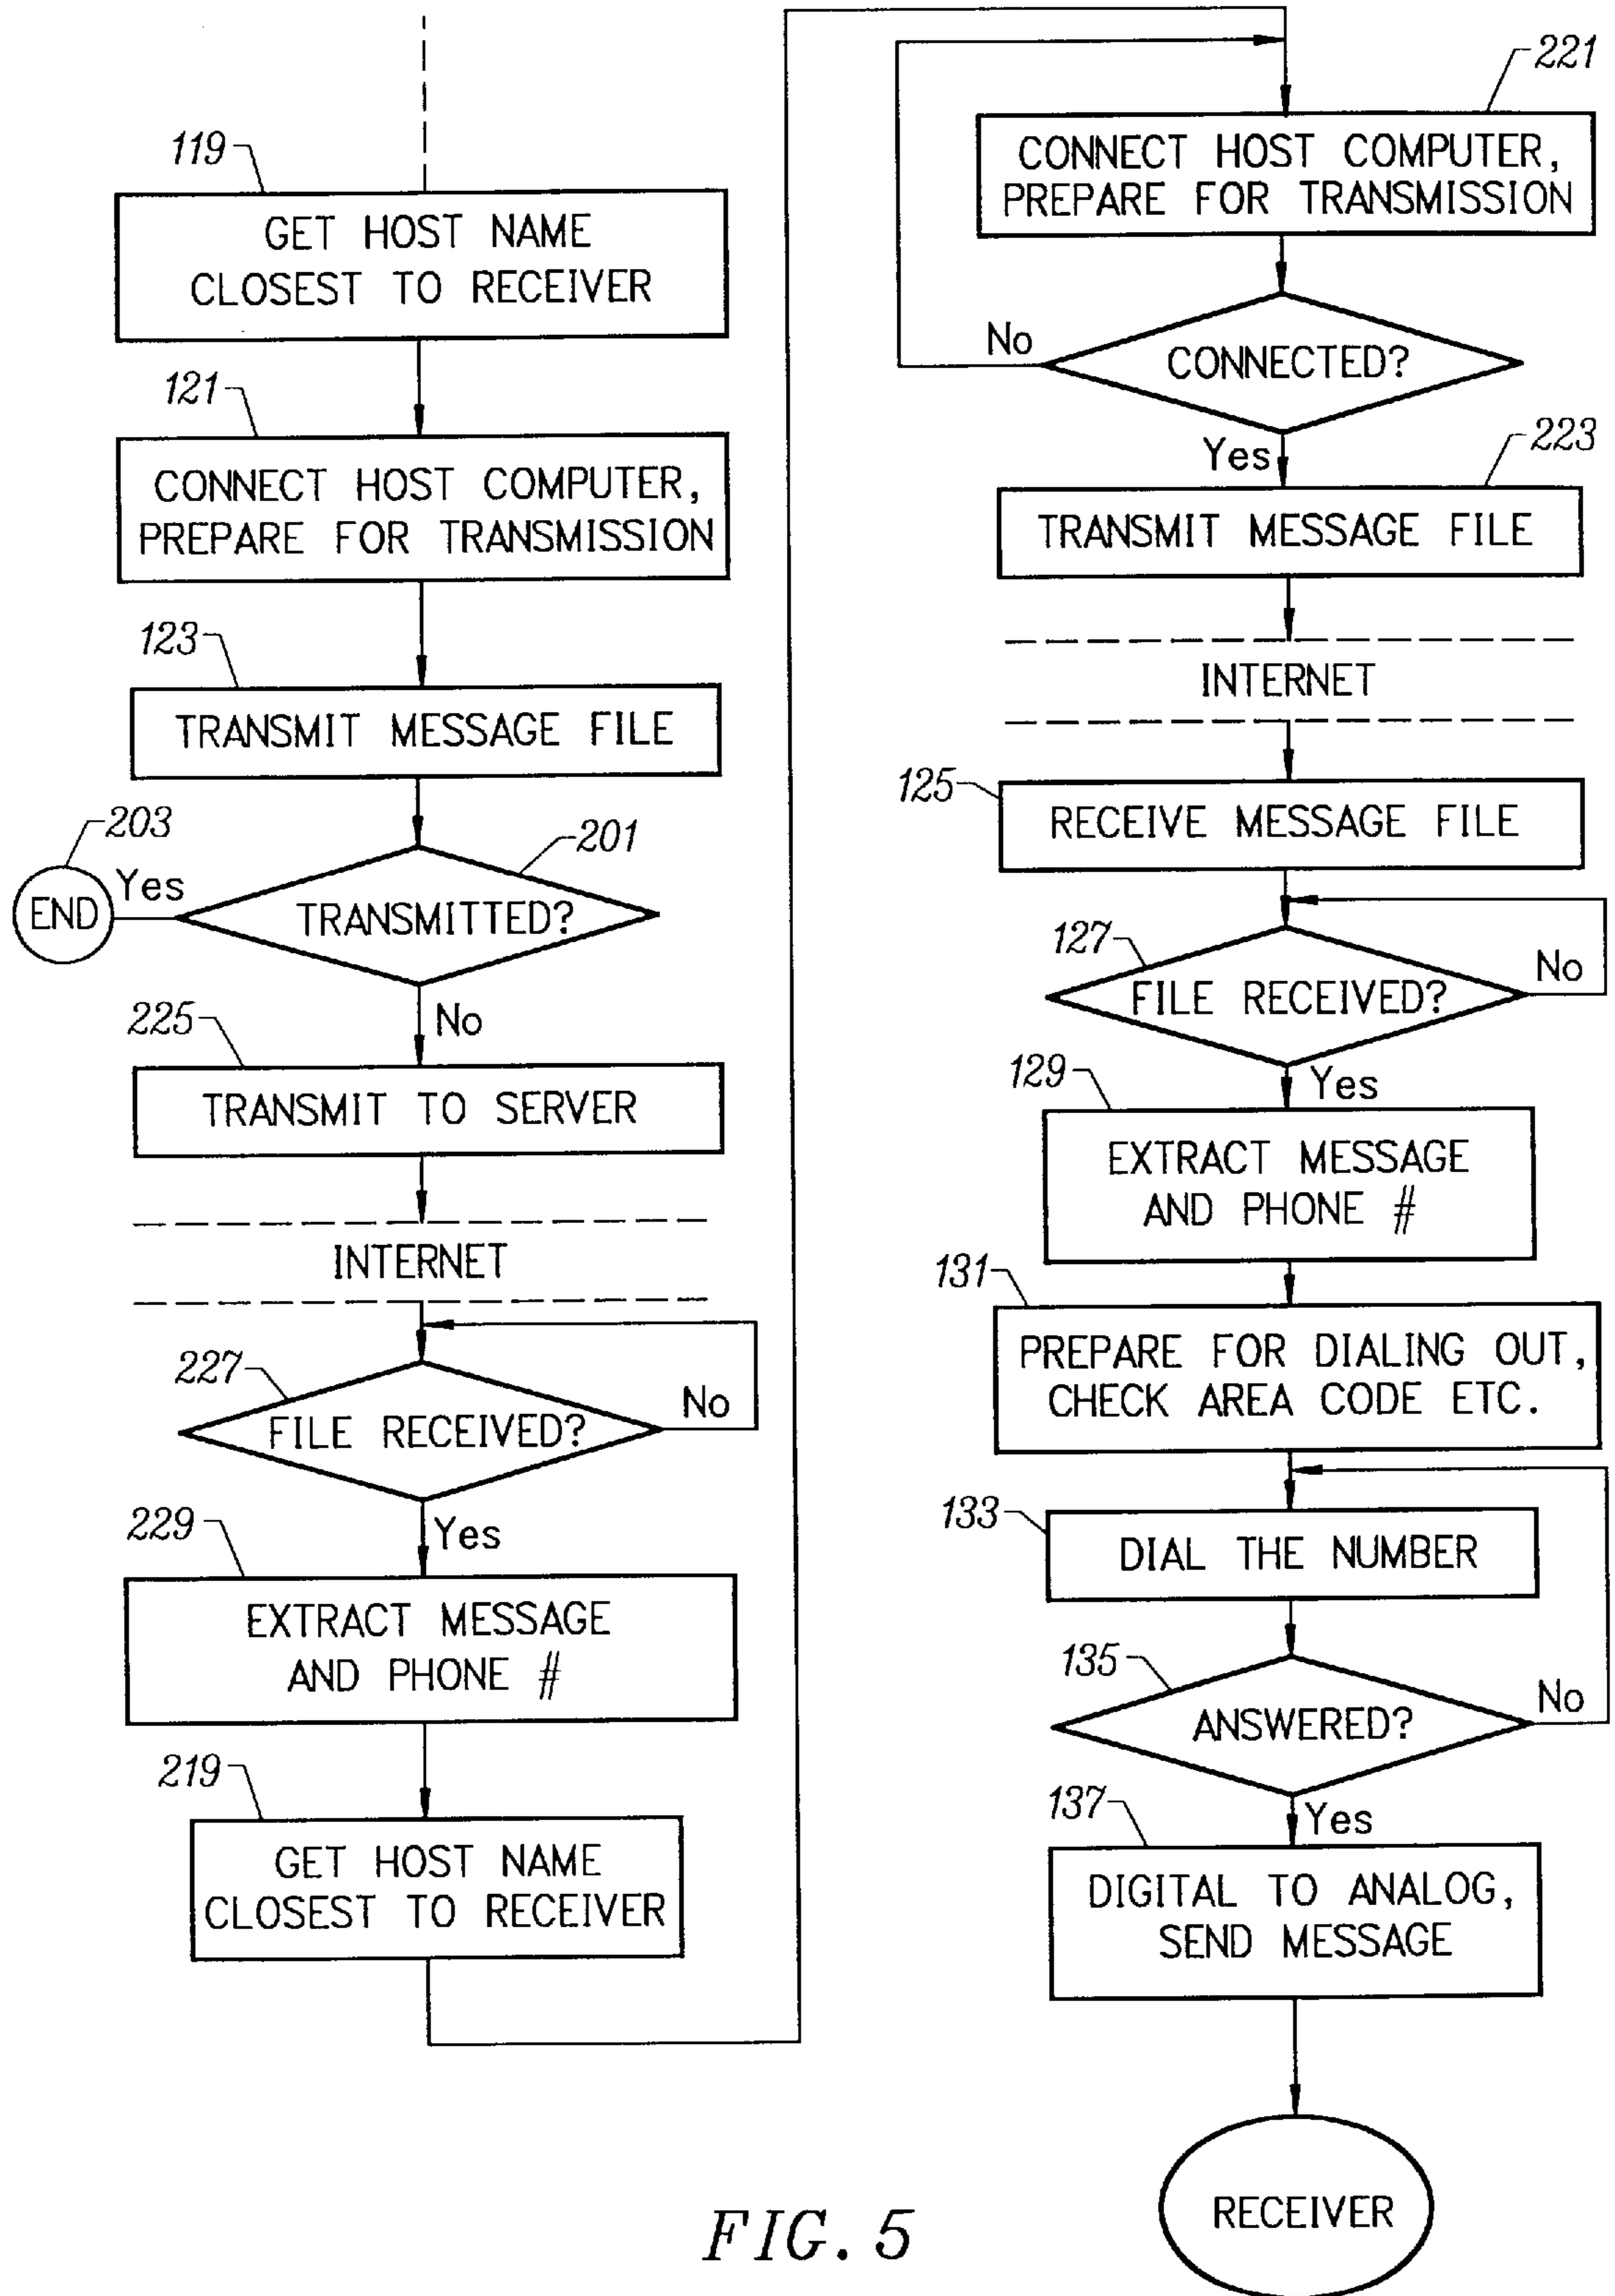 119
GET HOST NAME
CLOSEST TO RECEIVER
121
CONNECT HOST COMPUTER,
PREPARE FOR TRANSMISSION
123
TRANSMIT MESSAGE FILE
203
END
Yes
201
TRANSMITTED?
No
225
TRANSMIT TO SERVER
INTERNET
227
FILE RECEIVED?
No
Yes
229
EXTRACT MESSAGE
AND PHONE #
219
GET HOST NAME
CLOSEST TO RECEIVER
221
CONNECT HOST COMPUTER,
PREPARE FOR TRANSMISSION
No
CONNECTED?
Yes
223
TRANSMIT MESSAGE FILE
INTERNET
125
RECEIVE MESSAGE FILE
127
FILE RECEIVED?
No
Yes
129
EXTRACT MESSAGE
AND PHONE #
131
PREPARE FOR DIALING OUT,
CHECK AREA CODE ETC.
133
DIAL THE NUMBER
135
ANSWERED?
No
Yes
137
DIGITAL TO ANALOG,
SEND MESSAGE
RECEIVER
FIG. 5